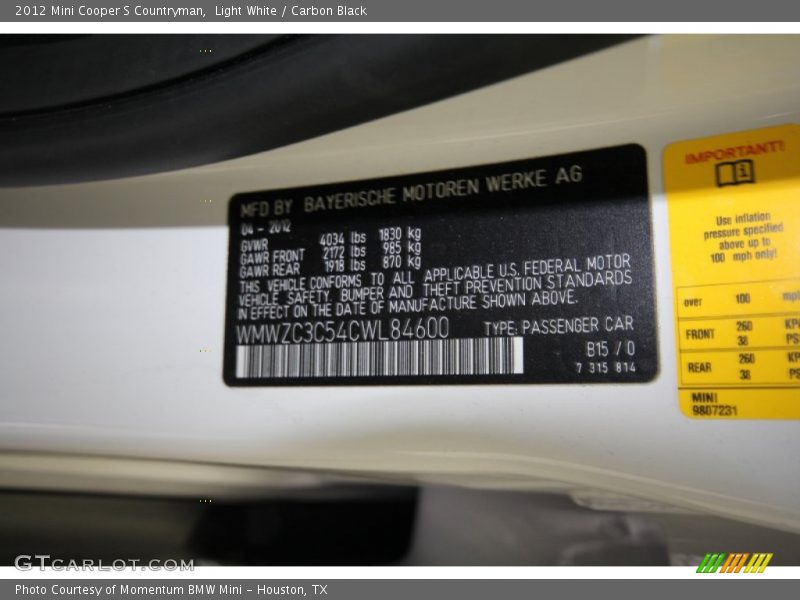 2012 Mini Cooper S Countryman, Light White / Carbon Black
MFD BY BAYERISCHE MOTOREN WERKE AG
04 - 2012
GVWR 4034 lbs 1830 kg
GAWR FRONT 2172 lbs 985 kg
GAWR REAR 1918 lbs 870 kg
THIS VEHICLE CONFORMS TO ALL APPLICABLE U.S. FEDERAL MOTOR
VEHICLE SAFETY, BUMPER AND THEFT PREVENTION STANDARDS
IN EFFECT ON THE DATE OF MANUFACTURE SHOWN ABOVE.
WMWZC3C54CWL84600 TYPE: PASSENGER CAR
B15 / 0
7 315 814
IMPORTANT!
i
Use inflation
pressure specified
above up to
100 mph only!
over 100 mph
FRONT 260 KP
38 PS
REAR 260 KP
38 PS
MINI
9807231
GTcarlot.com
Photo Courtesy of Momentum BMW Mini - Houston, TX